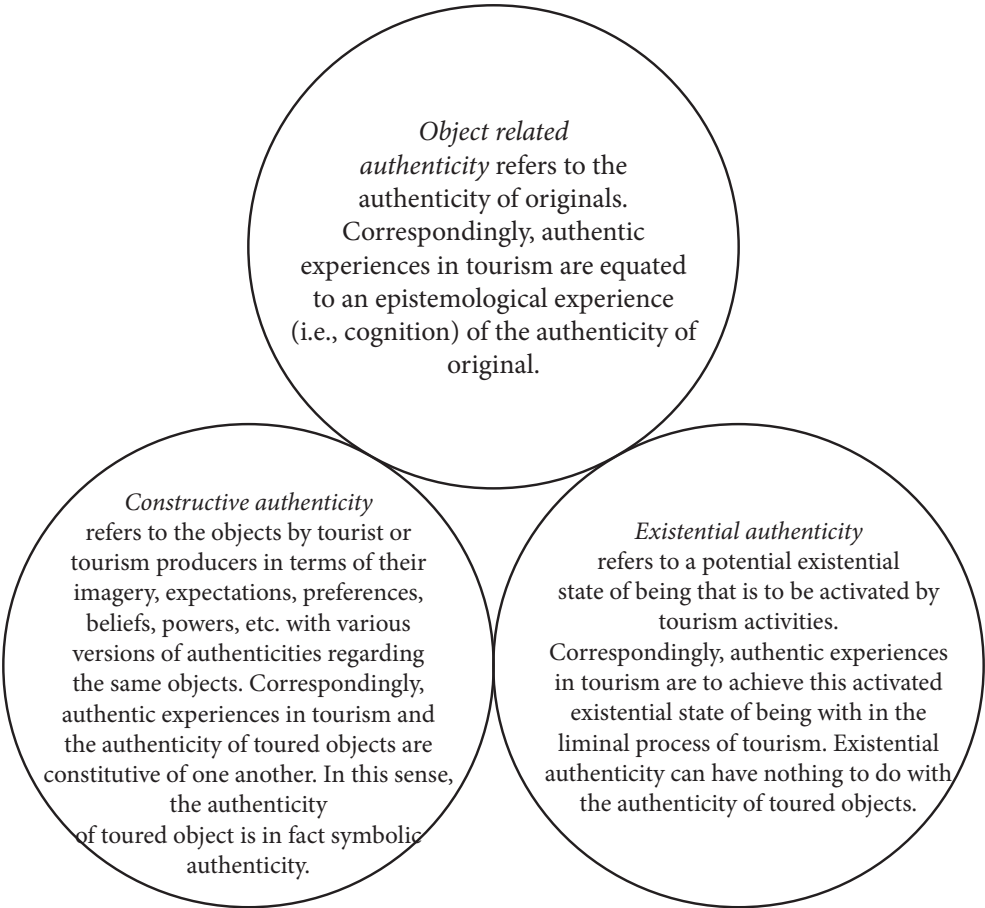 Object related
authenticity refers to the
authenticity of originals.
Correspondingly, authentic
experiences in tourism are equated
to an epistemological experience
(i.e., cognition) of the authenticity of
original.
Constructive authenticity
refers to the objects by tourist or
tourism producers in terms of their
imagery, expectations, preferences,
beliefs, powers, etc. with various
versions of authenticities regarding
the same objects. Correspondingly,
authentic experiences in tourism and
the authenticity of toured objects are
constitutive of one another. In this sense,
the authenticity
of toured object is in fact symbolic
authenticity.
Existential authenticity
refers to a potential existential
state of being that is to be activated by
tourism activities.
Correspondingly, authentic experiences
in tourism are to achieve this activated
existential state of being with in the
liminal process of tourism. Existential
authenticity can have nothing to do with
the authenticity of toured objects.